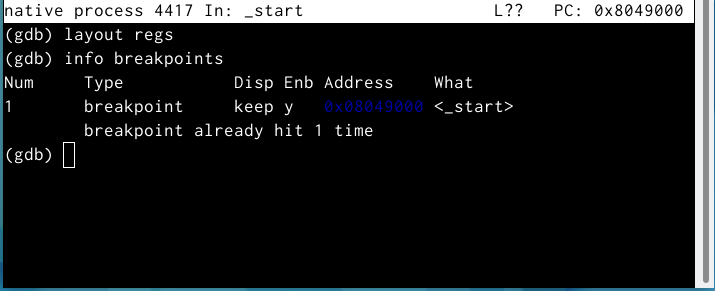 native process 4417 In: _start L?? PC: 0x8049000
(gdb) layout regs
(gdb) info breakpoints
Num Type Disp Enb Address What
1 breakpoint keep y 0x08049000 <_start>
breakpoint already hit 1 time
(gdb)